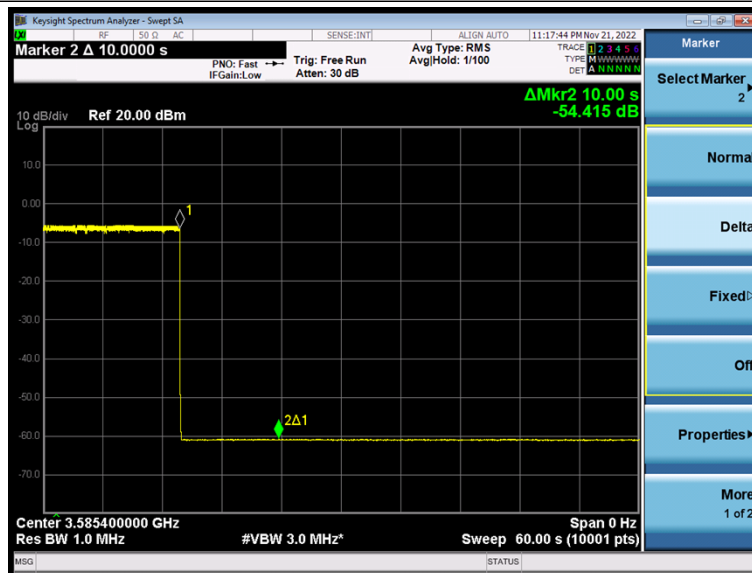 Keysight Spectrum Analyzer - Swept SA
LXI RF 50 Ω AC SENSE:INT ALIGN AUTO 11:17:44 PM Nov 21, 2022
Marker 2 Δ 10.0000 s
PNO: Fast
IFGain:Low
Trig: Free Run
Atten: 30 dB
Avg Type: RMS
Avg|Hold: 1/100
TRACE 1 2 3 4 5 6
TYPE M WWWWW
DET A N N N N N
ΔMkr2 10.00 s
-54.415 dB
10 dB/div Ref 20.00 dBm
Log
10.0
0.00
-10.0
-20.0
-30.0
-40.0
-50.0
-60.0
-70.0
1
2Δ1
Center 3.585400000 GHz Span 0 Hz
Res BW 1.0 MHz #VBW 3.0 MHz* Sweep 60.00 s (10001 pts)
MSG STATUS
Marker
Select Marker
2
Normal
Delta
Fixed
Off
Properties
More
1 of 2